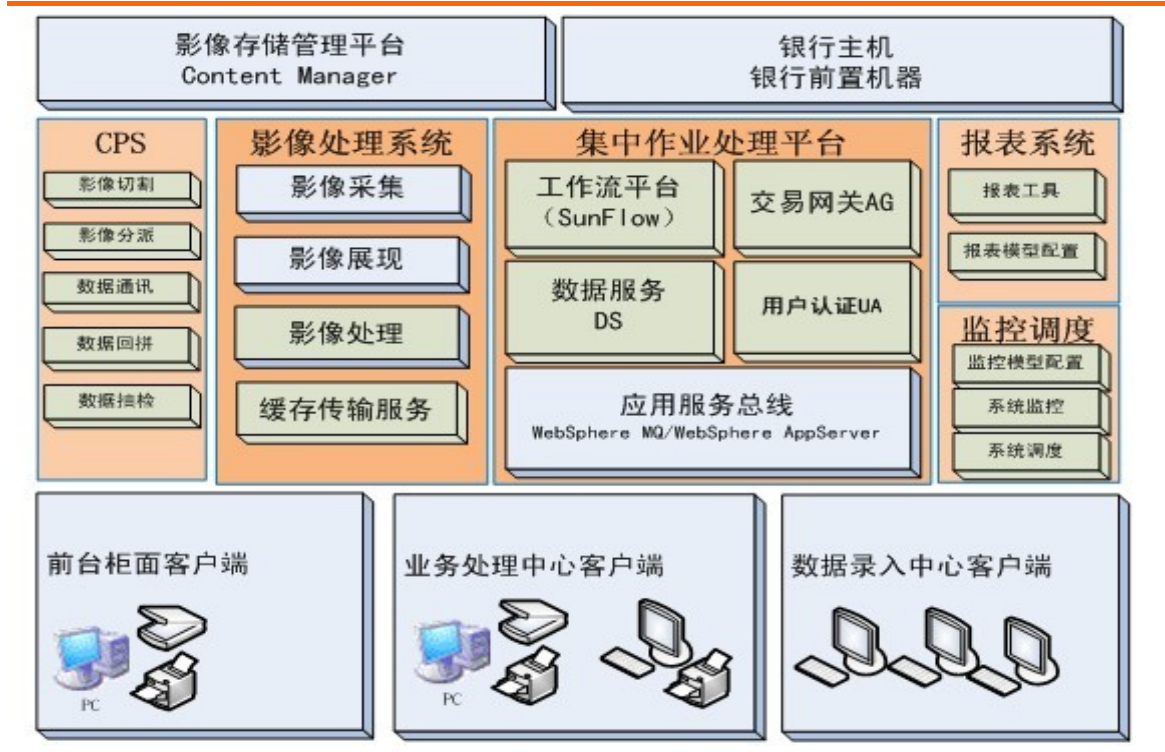 影像存储管理平台
Content Manager
银行主机
银行前置机器
CPS
影像切割
影像分派
数据通讯
数据回拼
数据抽检
影像处理系统
影像采集
影像展现
影像处理
缓存传输服务
集中作业处理平台
工作流平台
（SunFlow）
交易网关AG
数据服务
DS
用户认证UA
应用服务总线
WebSphere MQ/WebSphere AppServer
报表系统
报表工具
报表模型配置
监控调度
监控模型配置
系统监控
系统调度
前台柜面客户端
PC
业务处理中心客户端
PC
数据录入中心客户端